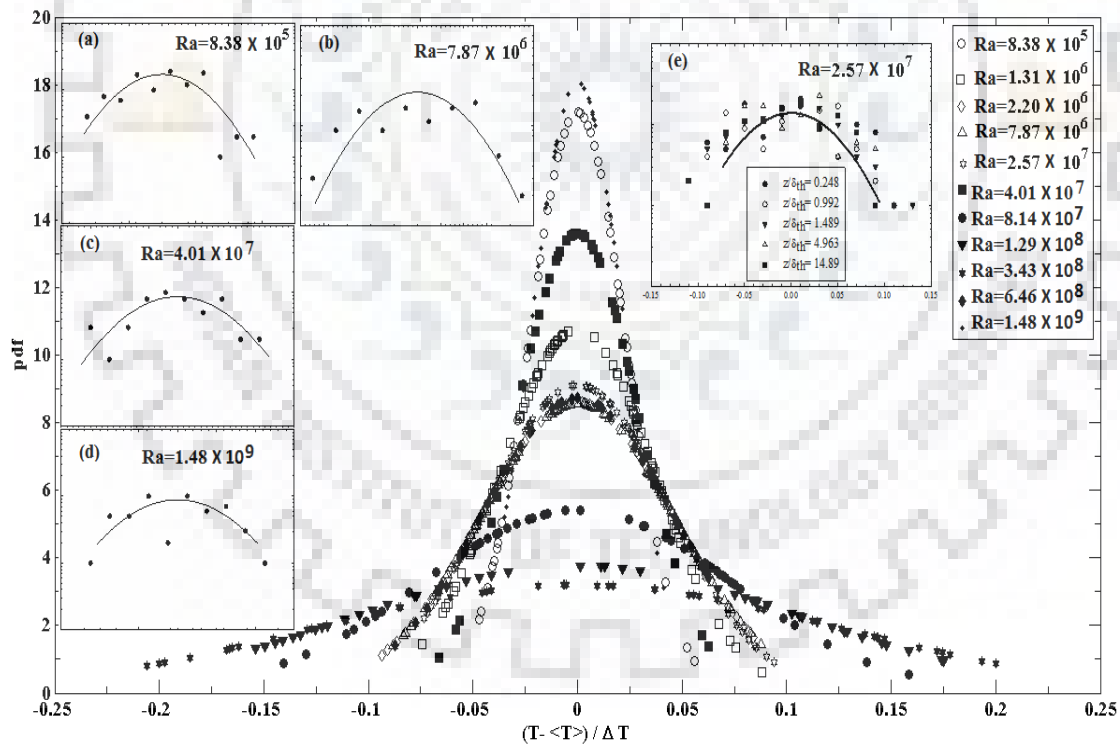 (a)
Ra=8.38 X 10^5
(b)
Ra=7.87 X 10^6
(e)
Ra=2.57 X 10^7
z/δth= 0.248
z/δth= 0.992
z/δth= 1.489
z/δth= 4.963
z/δth= 14.89
-0.15
-0.10
-0.05
0.00
0.05
0.10
0.15
Ra=8.38 X 10^5
Ra=1.31 X 10^6
Ra=2.20 X 10^6
Ra=7.87 X 10^6
Ra=2.57 X 10^7
Ra=4.01 X 10^7
Ra=8.14 X 10^7
Ra=1.29 X 10^8
Ra=3.43 X 10^8
Ra=6.46 X 10^8
Ra=1.48 X 10^9
(c)
Ra=4.01 X 10^7
(d)
Ra=1.48 X 10^9
20
18
16
14
12
10
8
6
4
2
0
pdf
-0.25
-0.2
-0.15
-0.1
-0.05
0
0.05
0.1
0.15
0.2
0.25
(T- <T>) / Δ T